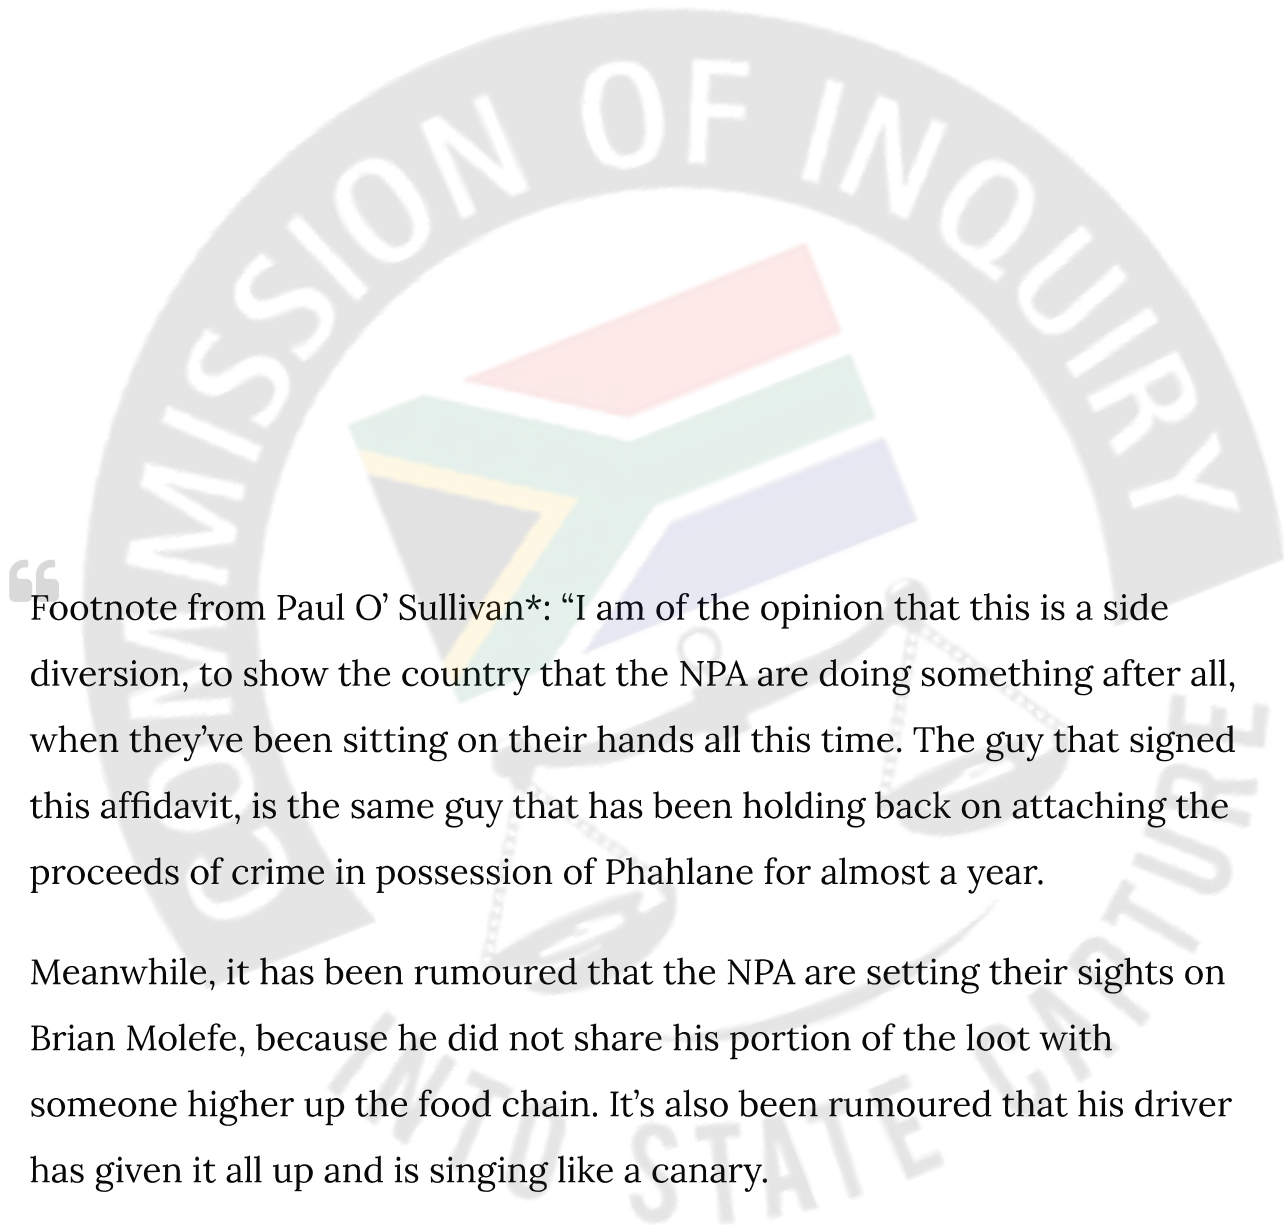 COMMISSION OF INQUIRY
“
Footnote from Paul O’ Sullivan*: “I am of the opinion that this is a side
diversion, to show the country that the NPA are doing something after all,
when they’ve been sitting on their hands all this time. The guy that signed
this affidavit, is the same guy that has been holding back on attaching the
proceeds of crime in possession of Phahlane for almost a year.
Meanwhile, it has been rumoured that the NPA are setting their sights on
Brian Molefe, because he did not share his portion of the loot with
someone higher up the food chain. It’s also been rumoured that his driver
has given it all up and is singing like a canary.
INTO STATE CAPTURE